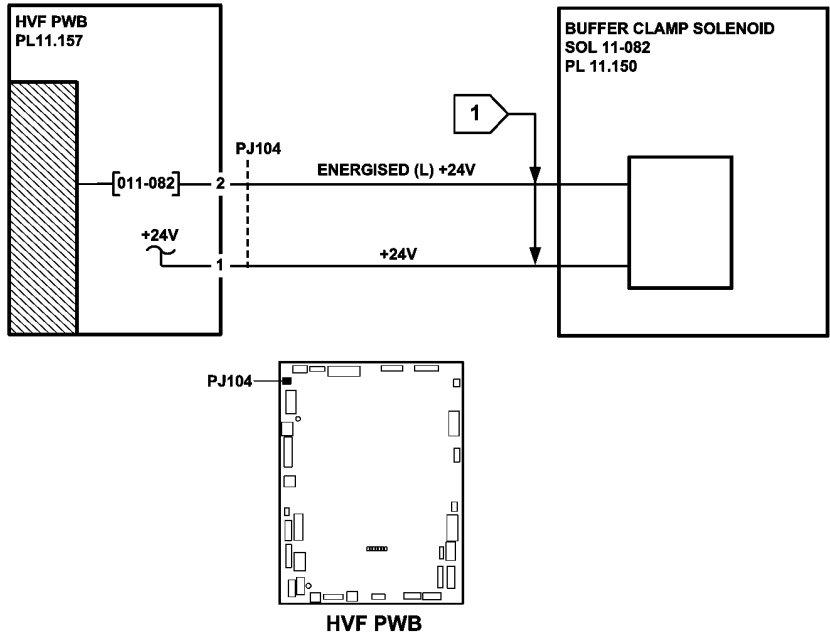 HVF PWB
PL11.157
BUFFER CLAMP SOLENOID
SOL 11-082
PL 11.150
1
PJ104
ENERGISED (L) +24V
011-082
2
+24V
+24V
1
PJ104
HVF PWB